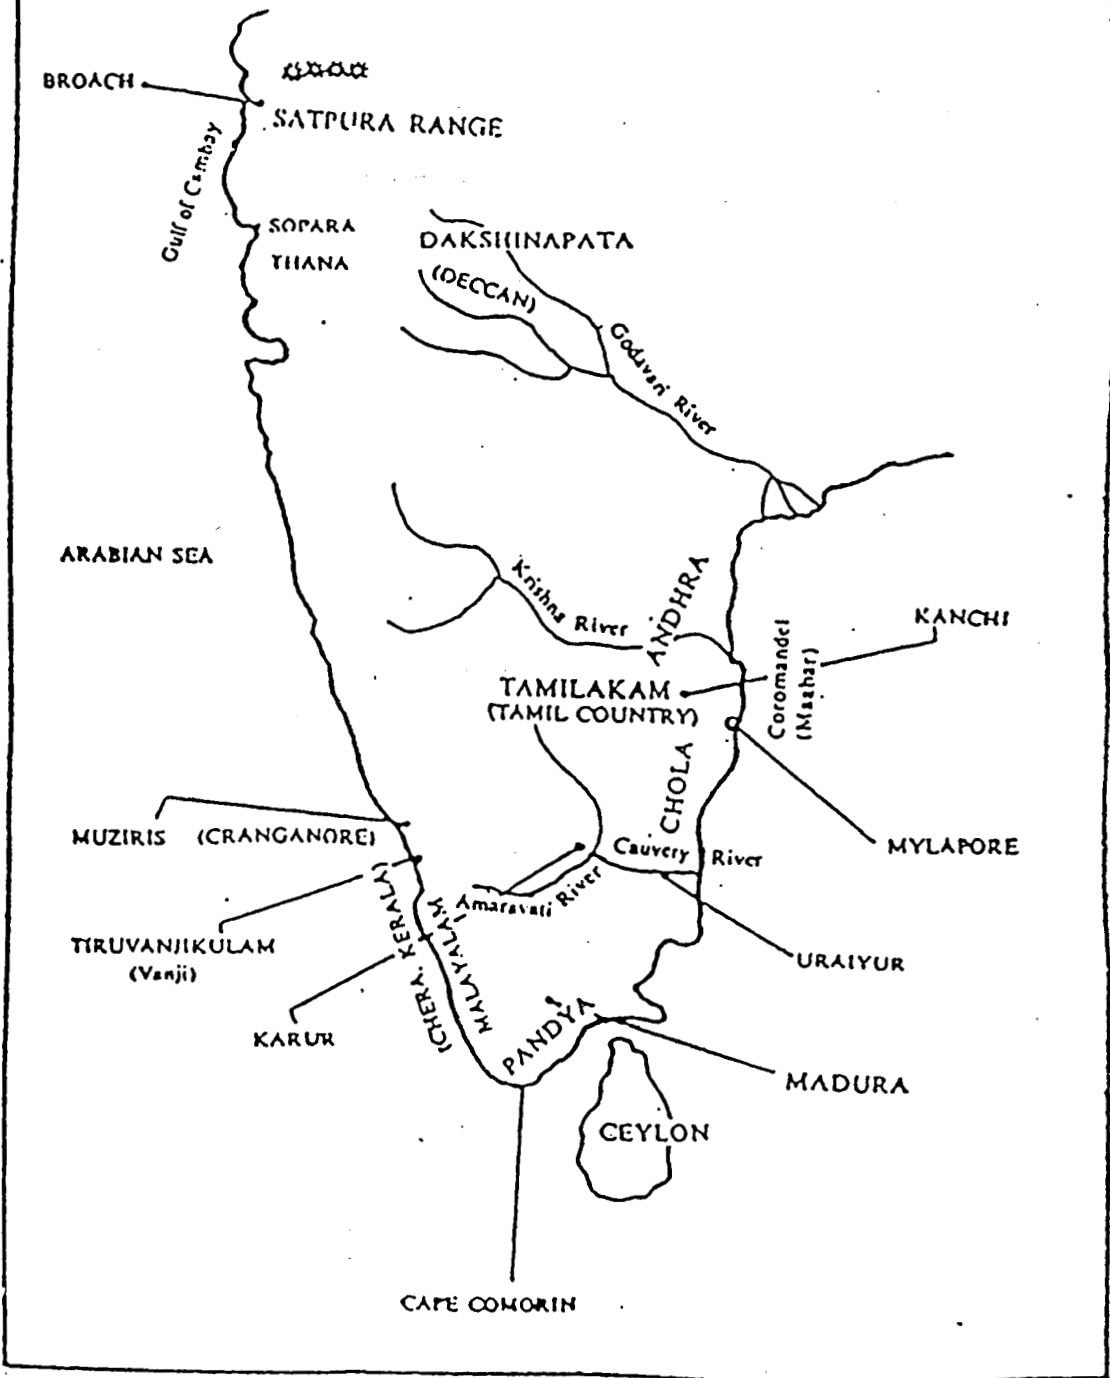 BROACH
SATPURA RANGE
Gulf of Cambay
SOPARA
THANA
DAKSHINAPATA
(DECCAN)
Godavari River
ARABIAN SEA
Krishna River
ANDHRA
KANCHI
Coromandel
(Maabar)
TAMILAKAM
(TAMIL COUNTRY)
CHOLA
MUZIRIS (CRANGANORE)
Cauvery River
MYLAPORE
Amaravati River
TIRUVANJIKULAM
(Vanji)
(CHERA, KERALA)
MALAYALAM
URAIYUR
KARUR
PANDYA
MADURA
CEYLON
CAPE COMORIN